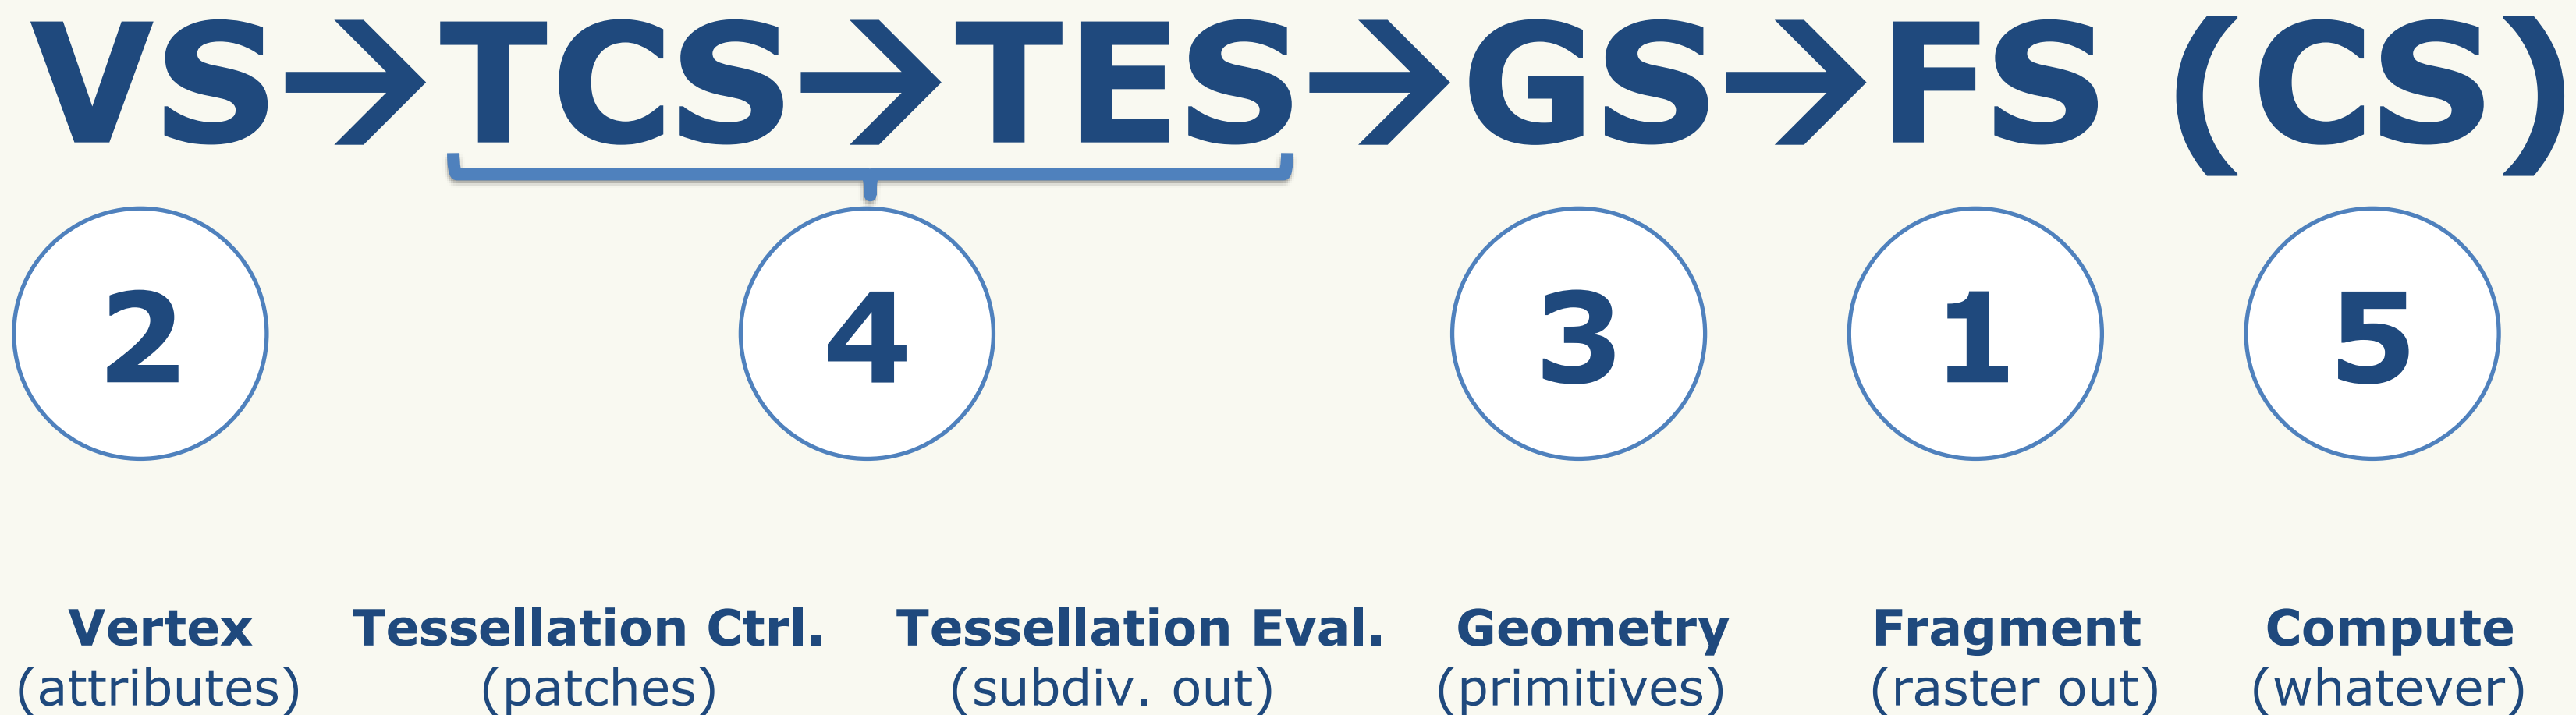 VS→TCS→TES→GS→FS (CS)
2 4 3 1 5
Vertex Tessellation Ctrl. Tessellation Eval. Geometry Fragment Compute
(attributes) (patches) (subdiv. out) (primitives) (raster out) (whatever)